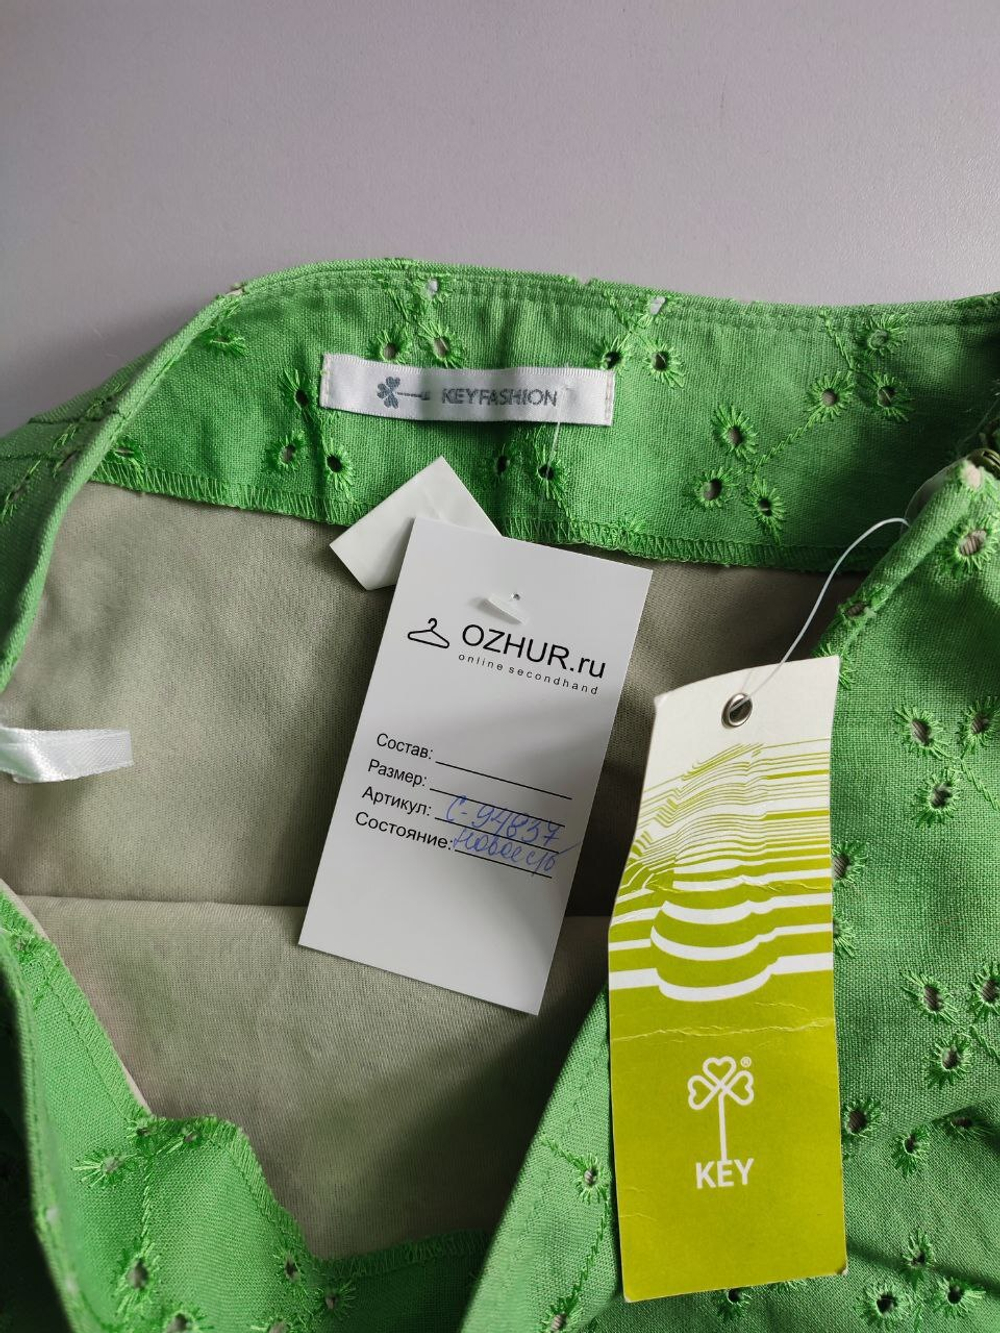 KEYFASHION
OZHUR.ru
online secondhand
Состав:
Размер:
Артикул: С-94837
Состояние: Новое с/б
®
KEY